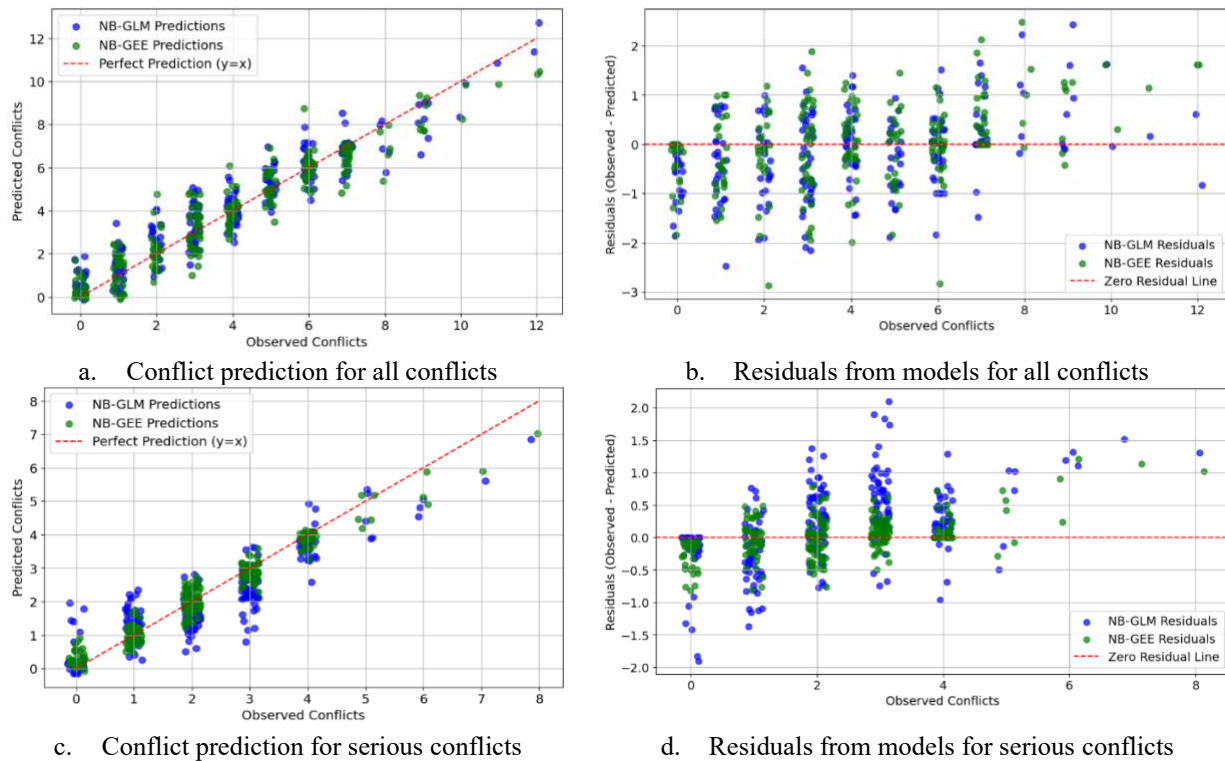 NB-GLM Predictions
NB-GEE Predictions
Perfect Prediction (y=x)
Predicted Conflicts
12
10
8
6
4
2
0
0 2 4 6 8 10 12
Observed Conflicts
a. Conflict prediction for all conflicts
Residuals (Observed - Predicted)
2
1
0
−1
−2
−3
NB-GLM Residuals
NB-GEE Residuals
Zero Residual Line
0 2 4 6 8 10 12
Observed Conflicts
b. Residuals from models for all conflicts
NB-GLM Predictions
NB-GEE Predictions
Perfect Prediction (y=x)
Predicted Conflicts
8
7
6
5
4
3
2
1
0
0 1 2 3 4 5 6 7 8
Observed Conflicts
c. Conflict prediction for serious conflicts
Residuals (Observed - Predicted)
2.0
1.5
1.0
0.5
0.0
−0.5
−1.0
−1.5
−2.0
NB-GLM Residuals
NB-GEE Residuals
Zero Residual Line
0 2 4 6 8
Observed Conflicts
d. Residuals from models for serious conflicts